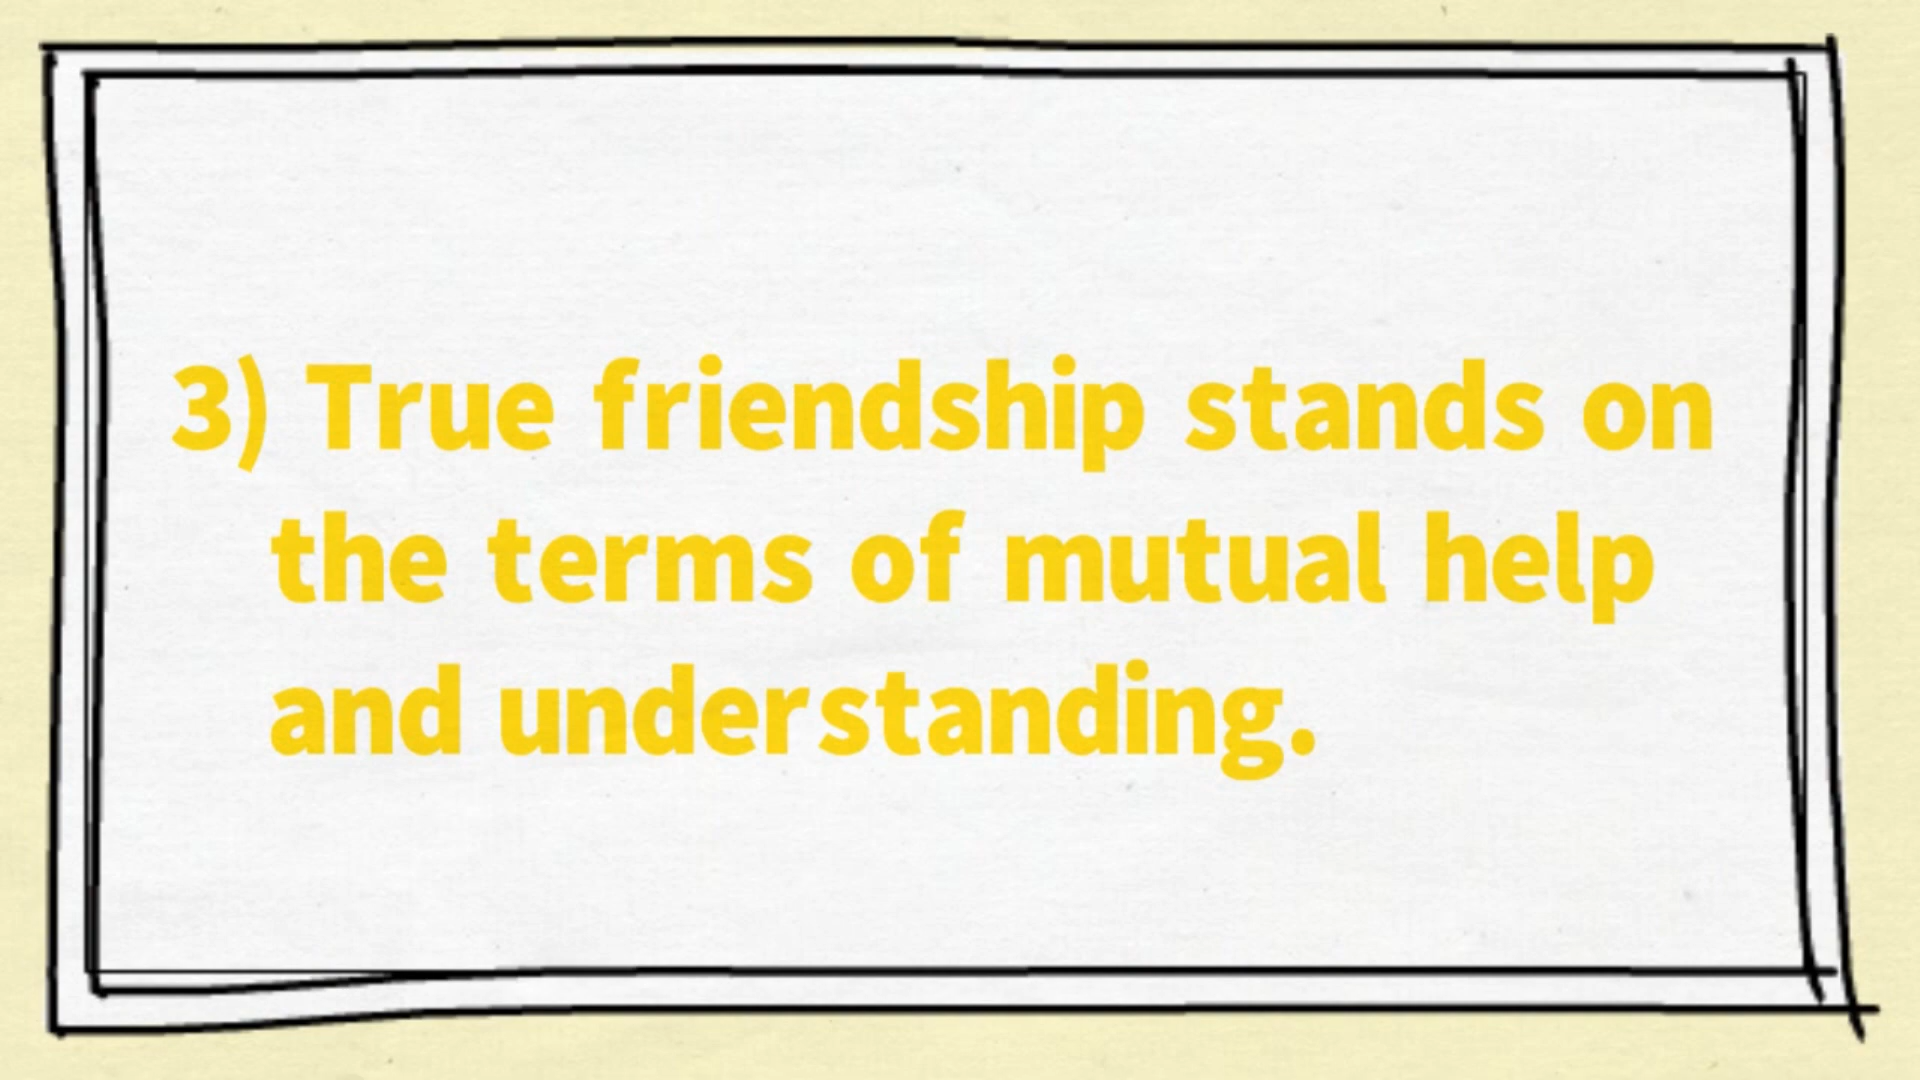 3) True friendship stands on
the terms of mutual help
and understanding.